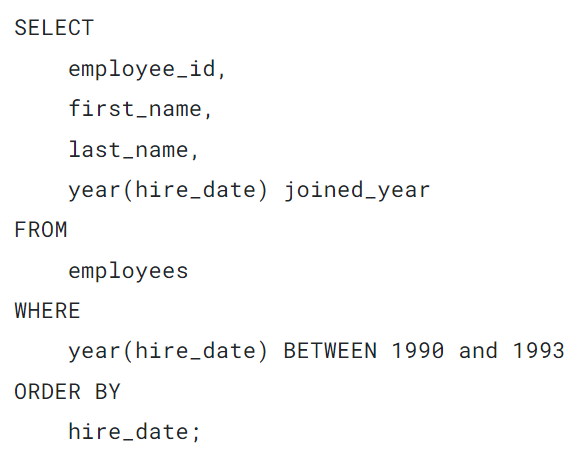 SELECT
employee_id,
first_name,
last_name,
year(hire_date) joined_year
FROM
employees
WHERE
year(hire_date) BETWEEN 1990 and 1993
ORDER BY
hire_date;